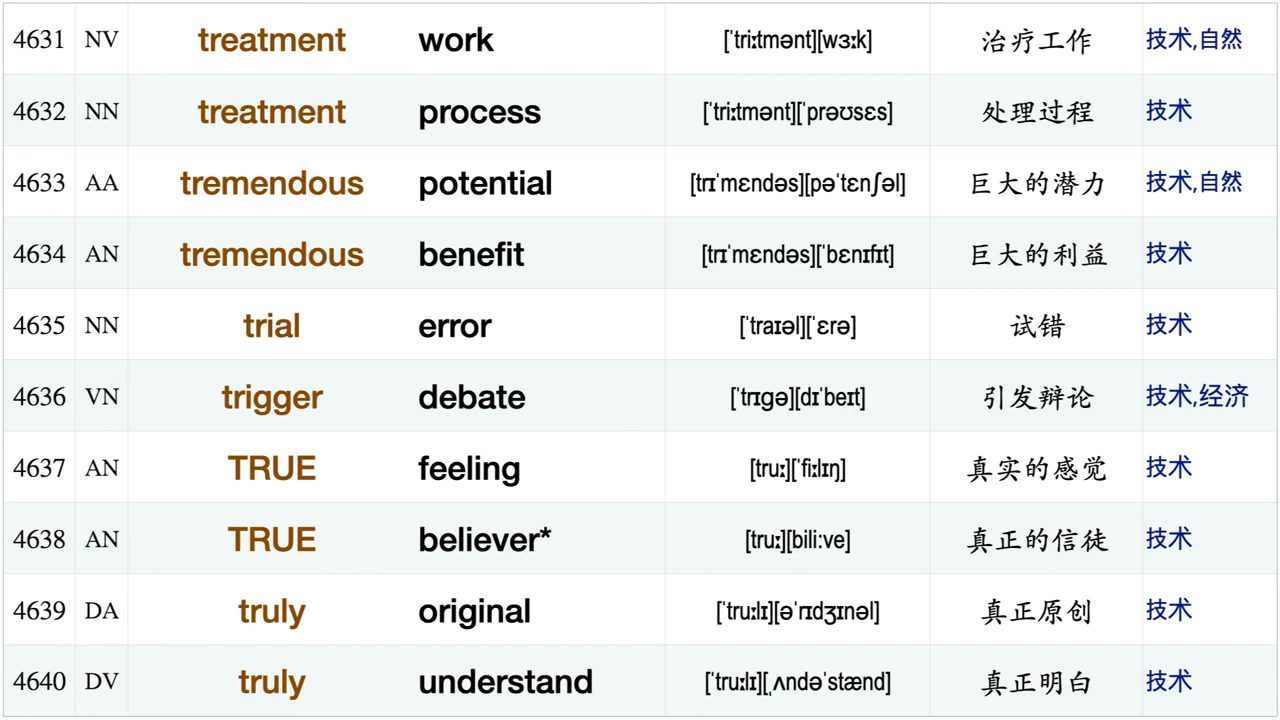 4631 NV treatment work [ˈtriːtmənt][wɜːk] 治疗工作 技术,自然
4632 NN treatment process [ˈtriːtmənt][ˈprəʊsɛs] 处理过程 技术
4633 AA tremendous potential [trɪˈmɛndəs][pəˈtɛnʃəl] 巨大的潜力 技术,自然
4634 AN tremendous benefit [trɪˈmɛndəs][ˈbɛnɪfɪt] 巨大的利益 技术
4635 NN trial error [ˈtraɪəl][ˈɛrə] 试错 技术
4636 VN trigger debate [ˈtrɪgə][dɪˈbeɪt] 引发辩论 技术,经济
4637 AN TRUE feeling [truː][ˈfiːlɪŋ] 真实的感觉 技术
4638 AN TRUE believer* [truː][bili:ve] 真正的信徒 技术
4639 DA truly original [ˈtruːlɪ][əˈrɪdʒɪnəl] 真正原创 技术
4640 DV truly understand [ˈtruːlɪ][ˌʌndəˈstænd] 真正明白 技术